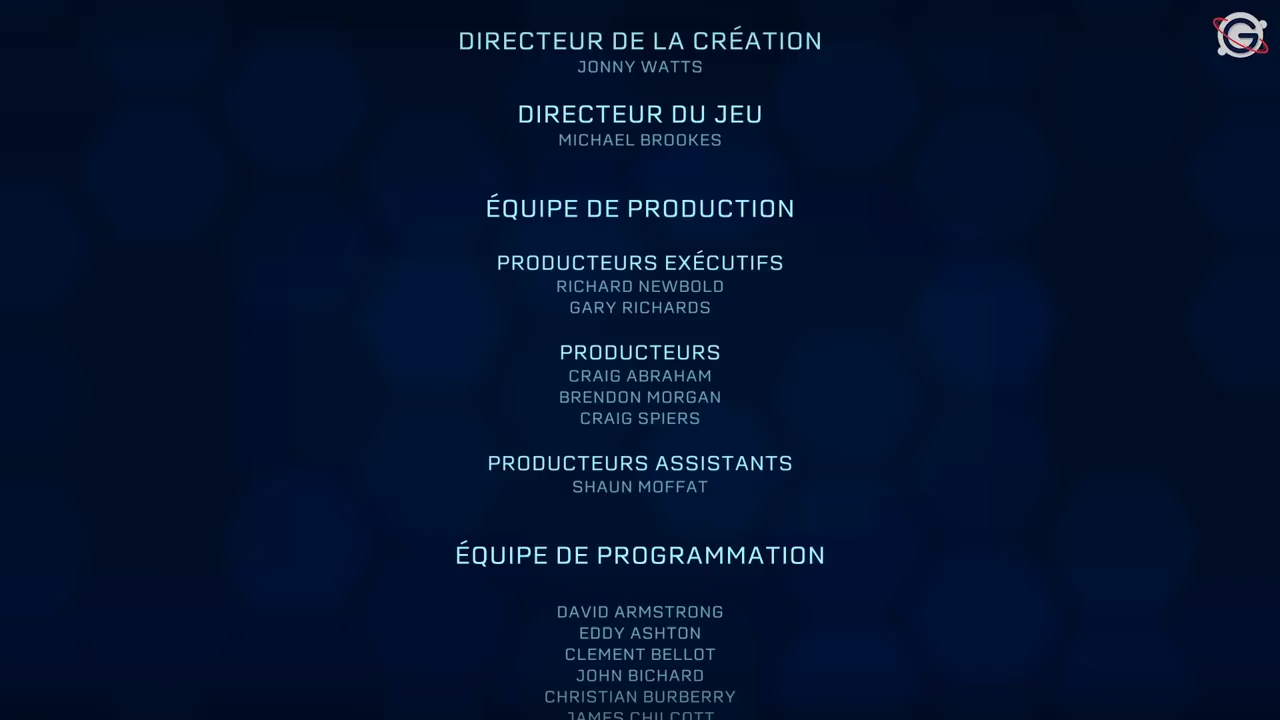 DIRECTEUR DE LA CRÉATION
JONNY WATTS
DIRECTEUR DU JEU
MICHAEL BROOKES
ÉQUIPE DE PRODUCTION
PRODUCTEURS EXÉCUTIFS
RICHARD NEWBOLD
GARY RICHARDS
PRODUCTEURS
CRAIG ABRAHAM
BRENDON MORGAN
CRAIG SPIERS
PRODUCTEURS ASSISTANTS
SHAUN MOFFAT
ÉQUIPE DE PROGRAMMATION
DAVID ARMSTRONG
EDDY ASHTON
CLEMENT BELLOT
JOHN BICHARD
CHRISTIAN BURBERRY
JAMES CHILCOTT